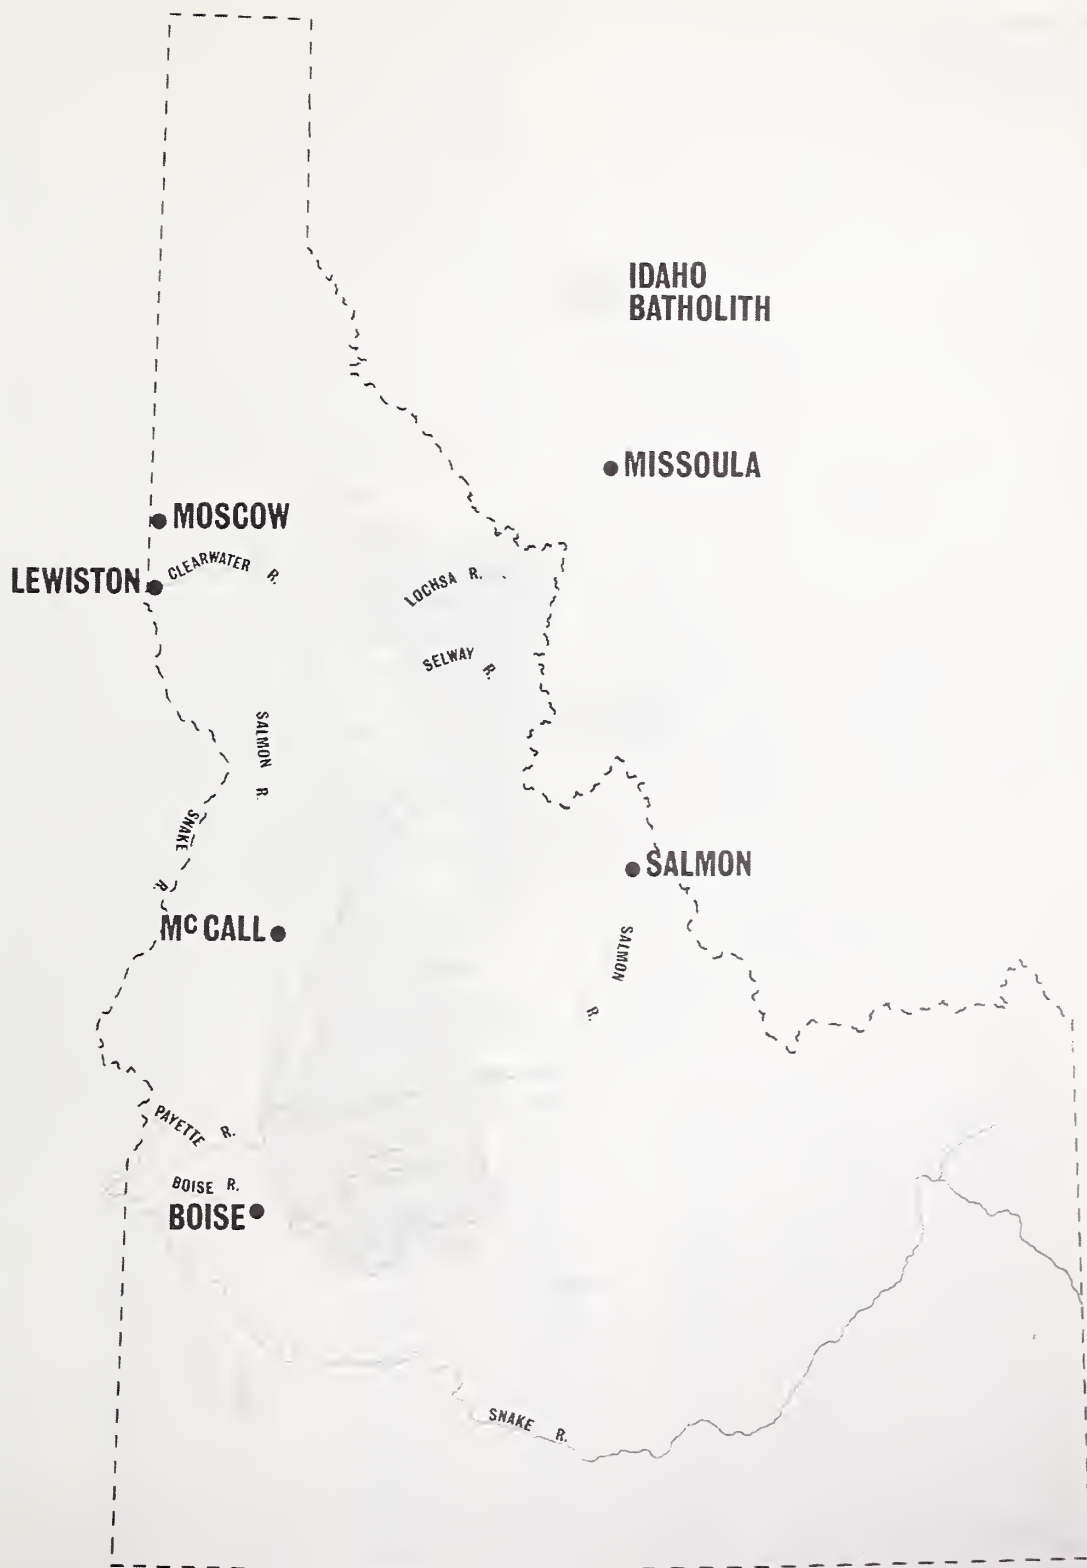 IDAHO
BATHOLITH
MISSOULA
MOSCOW
CLEARWATER R.
LEWISTON
LOCHSA R.
SELWAY R.
SALMON R.
SNAKE R.
SALMON
MC CALL
SALMON R.
PAYETTE R.
BOISE R.
BOISE
SNAKE R.